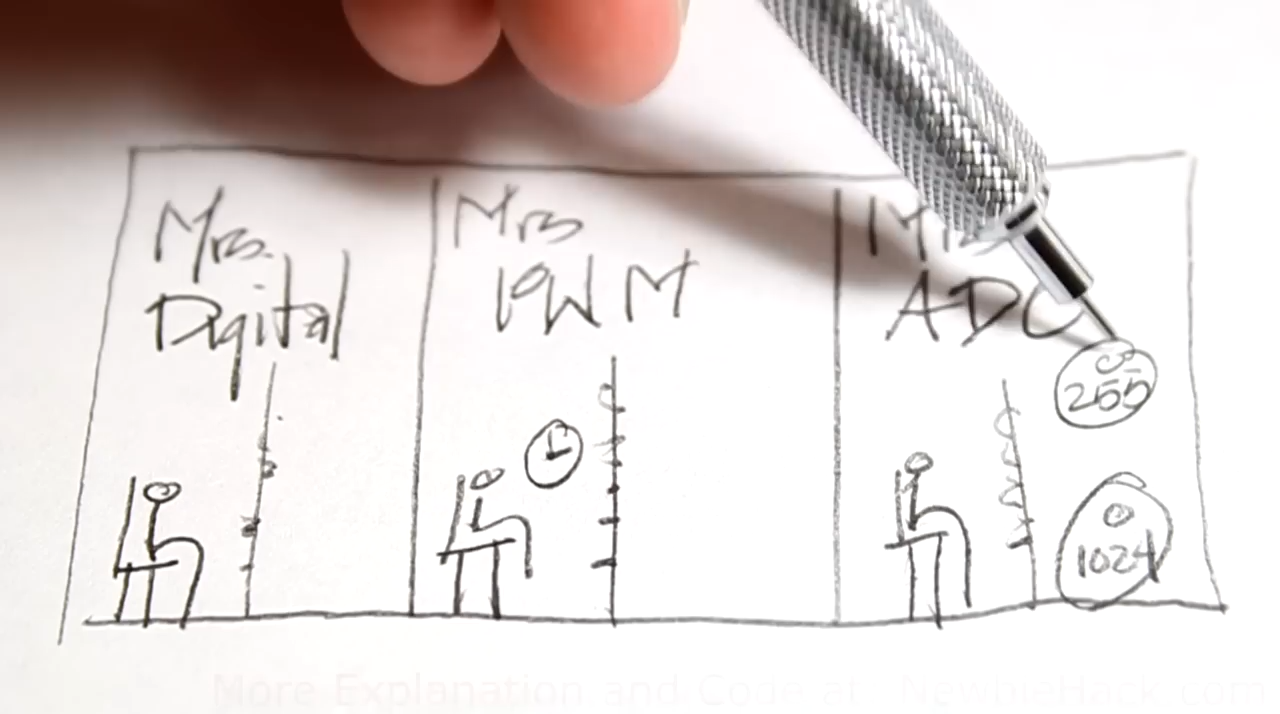 Mrs.
Digital
Mrs
PWM
ADC
255
1024
More Explanation and Code at NewbieHack.com